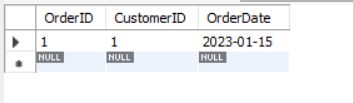 OrderID CustomerID OrderDate
1 1 2023-01-15
NULL NULL NULL